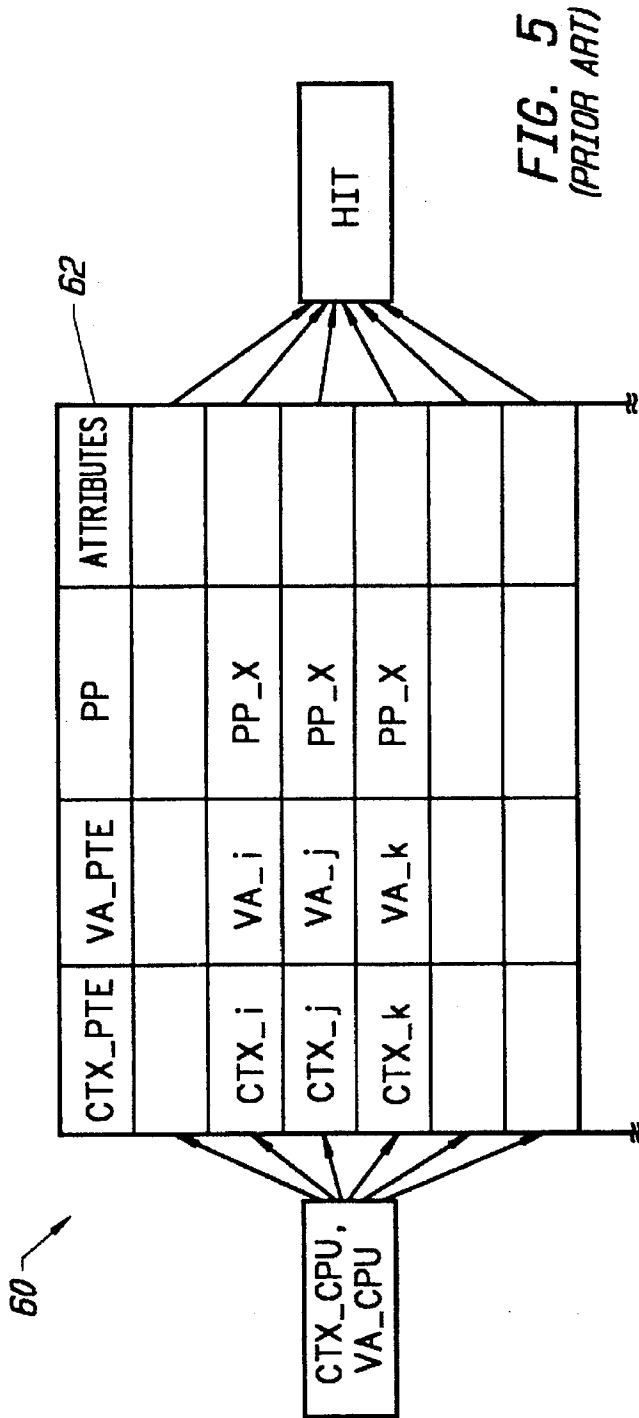 60
62
CTX_CPU,
VA_CPU
CTX_PTE VA_PTE PP ATTRIBUTES
CTX_i VA_i PP_X
CTX_j VA_j PP_X
CTX_k VA_k PP_X
HIT
FIG. 5
(PRIOR ART)